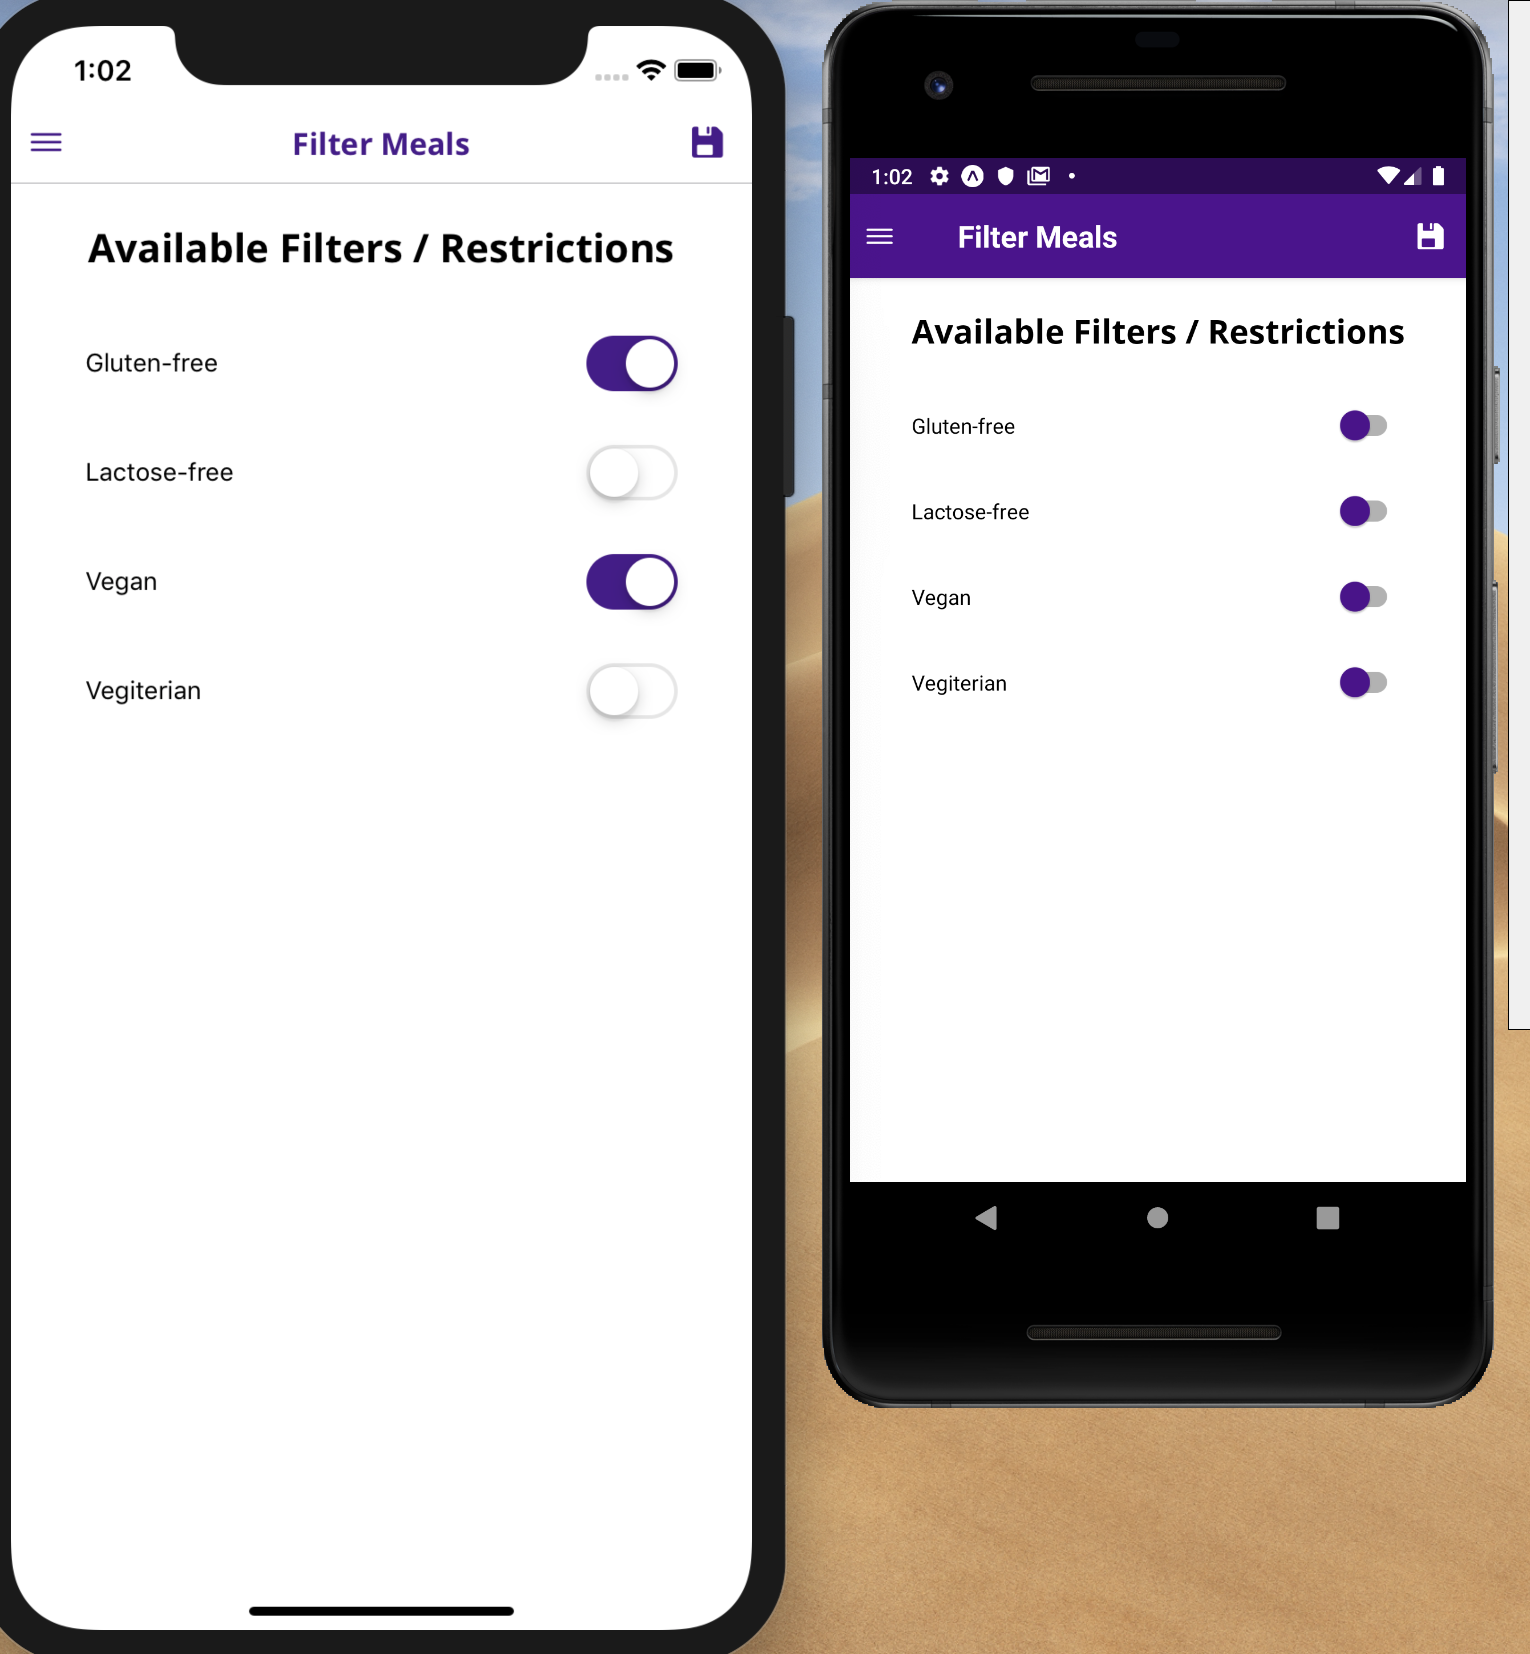 1:02
Filter Meals
Available Filters / Restrictions
Gluten-free
Lactose-free
Vegan
Vegiterian
1:02
Filter Meals
Available Filters / Restrictions
Gluten-free
Lactose-free
Vegan
Vegiterian